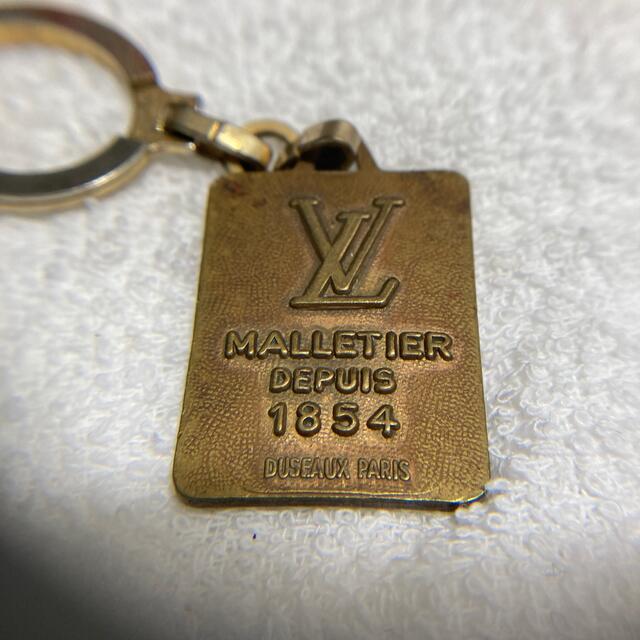 LV
MALLETIER
DEPUIS
1854
DUSEAUX PARIS